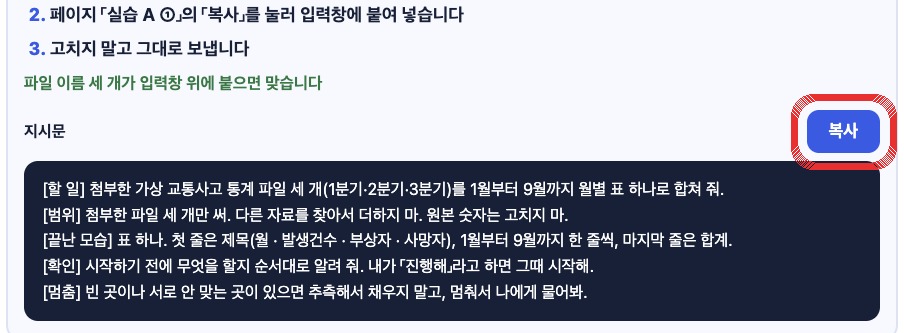 2. 페이지 「실습 A ①」의 「복사」를 눌러 입력창에 붙여 넣습니다
3. 고치지 말고 그대로 보냅니다
파일 이름 세 개가 입력창 위에 붙으면 맞습니다
지시문
복사
[할 일] 첨부한 가상 교통사고 통계 파일 세 개(1분기·2분기·3분기)를 1월부터 9월까지 월별 표 하나로 합쳐 줘.
[범위] 첨부한 파일 세 개만 써. 다른 자료를 찾아서 더하지 마. 원본 숫자는 고치지 마.
[끝난 모습] 표 하나. 첫 줄은 제목(월 · 발생건수 · 부상자 · 사망자), 1월부터 9월까지 한 줄씩, 마지막 줄은 합계.
[확인] 시작하기 전에 무엇을 할지 순서대로 알려 줘. 내가 「진행해」라고 하면 그때 시작해.
[멈춤] 빈 곳이나 서로 안 맞는 곳이 있으면 추측해서 채우지 말고, 멈춰서 나에게 물어봐.